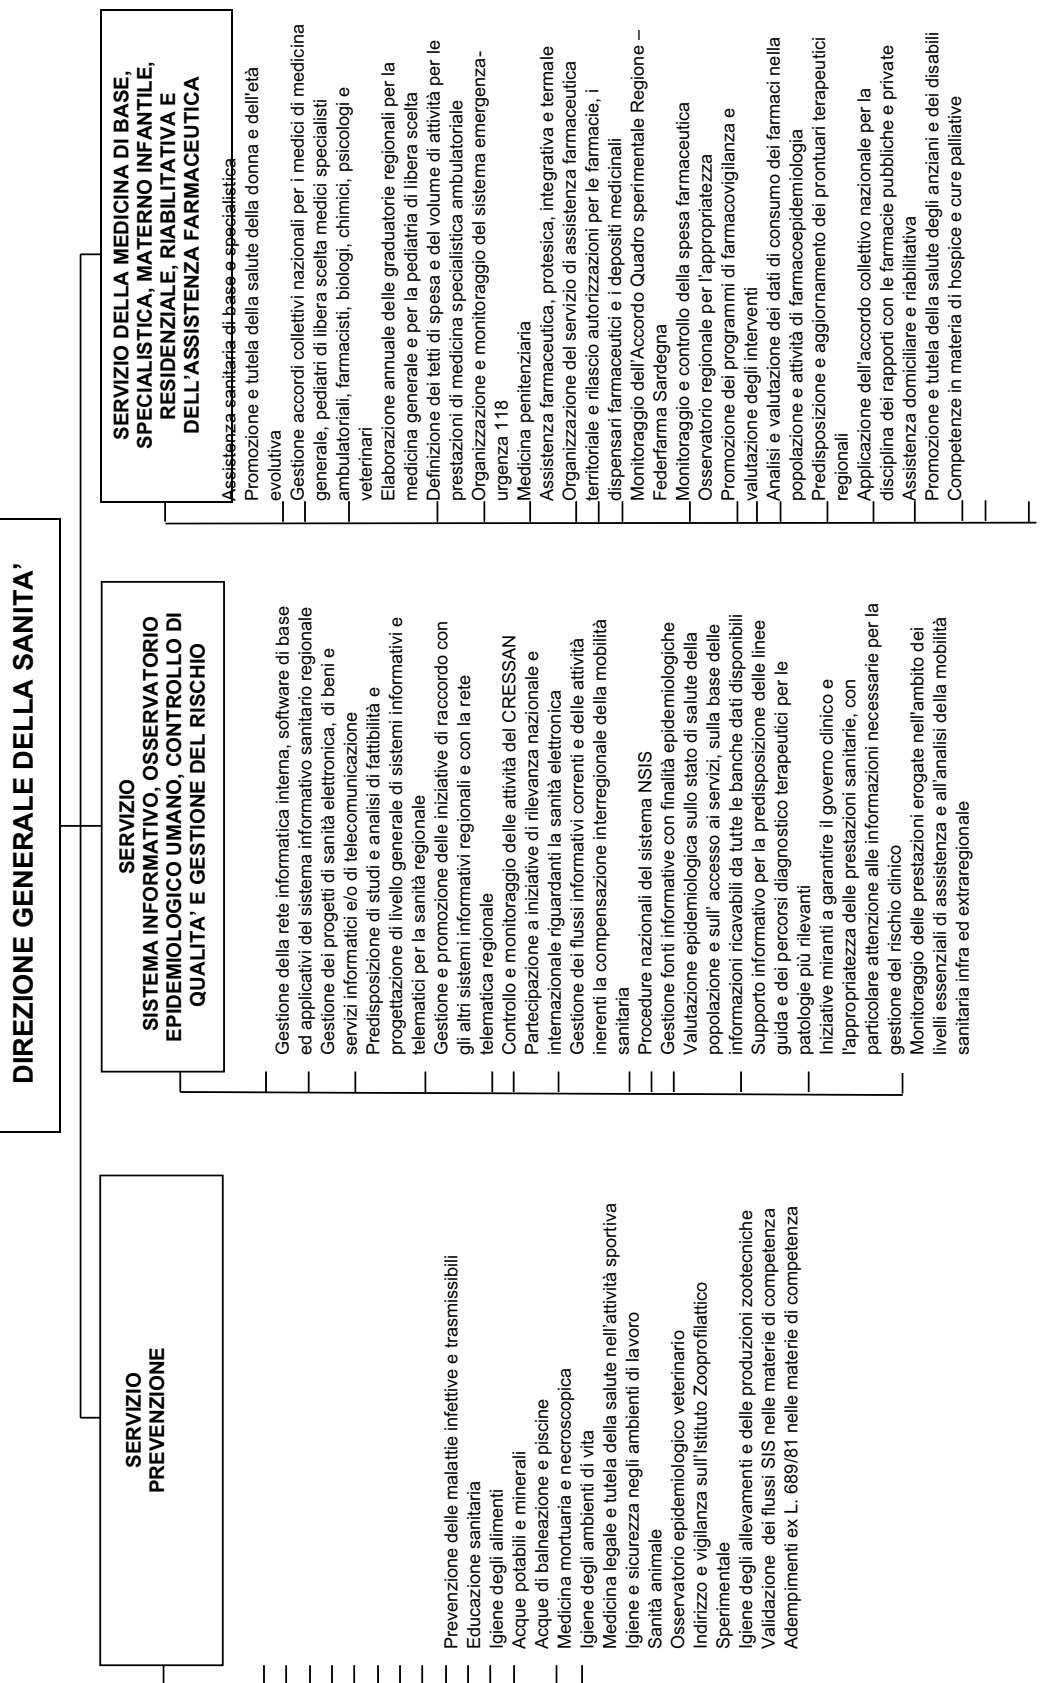 DIREZIONE GENERALE DELLA SANITA’
SERVIZIO
PREVENZIONE
Prevenzione delle malattie infettive e trasmissibili
Educazione sanitaria
Igiene degli alimenti
Acque potabili e minerali
Acque di balneazione e piscine
Medicina mortuaria e necroscopica
Igiene degli ambienti di vita
Medicina legale e tutela della salute nell’attività sportiva
Igiene e sicurezza negli ambienti di lavoro
Sanità animale
Osservatorio epidemiologico veterinario
Indirizzo e vigilanza sull’Istituto Zooprofilattico
Sperimentale
Igiene degli allevamenti e delle produzioni zootecniche
Validazione dei flussi SIS nelle materie di competenza
Adempimenti ex L. 689/81 nelle materie di competenza
SERVIZIO
SISTEMA INFORMATIVO, OSSERVATORIO
EPIDEMIOLOGICO UMANO, CONTROLLO DI
QUALITA’ E GESTIONE DEL RISCHIO
Gestione della rete informatica interna, software di base
ed applicativi del sistema informativo sanitario regionale
Gestione dei progetti di sanità elettronica, di beni e
servizi informatici e/o di telecomunicazione
Predisposizione di studi e analisi di fattibilità e
progettazione di livello generale di sistemi informativi e
telematici per la sanità regionale
Gestione e promozione delle iniziative di raccordo con
gli altri sistemi informativi regionali e con la rete
telematica regionale
Controllo e monitoraggio delle attività del CRESSAN
Partecipazione a iniziative di rilevanza nazionale e
internazionale riguardanti la sanità elettronica
Gestione dei flussi informativi correnti e delle attività
inerenti la compensazione interregionale della mobilità
sanitaria
Procedure nazionali del sistema NSIS
Gestione fonti informative con finalità epidemiologiche
Valutazione epidemiologica sullo stato di salute della
popolazione e sull’ accesso ai servizi, sulla base delle
informazioni ricavabili da tutte le banche dati disponibili
Supporto informativo per la predisposizione delle linee
guida e dei percorsi diagnostico terapeutici per le
patologie più rilevanti
Iniziative miranti a garantire il governo clinico e
l’appropriatezza delle prestazioni sanitarie, con
particolare attenzione alle informazioni necessarie per la
gestione del rischio clinico
Monitoraggio delle prestazioni erogate nell’ambito dei
livelli essenziali di assistenza e all’analisi della mobilità
sanitaria infra ed extraregionale
SERVIZIO DELLA MEDICINA DI BASE,
SPECIALISTICA, MATERNO INFANTILE,
RESIDENZIALE, RIABILITATIVA E
DELL’ASSISTENZA FARMACEUTICA
Assistenza sanitaria di base e specialistica
Promozione e tutela della salute della donna e dell’età
evolutiva
Gestione accordi collettivi nazionali per i medici di medicina
generale, pediatri di libera scelta medici specialisti
ambulatoriali, farmacisti, biologi, chimici, psicologi e
veterinari
Elaborazione annuale delle graduatorie regionali per la
medicina generale e per la pediatria di libera scelta
Definizione dei tetti di spesa e del volume di attività per le
prestazioni di medicina specialistica ambulatoriale
Organizzazione e monitoraggio del sistema emergenza-
urgenza 118
Medicina penitenziaria
Assistenza farmaceutica, protesica, integrativa e termale
Organizzazione del servizio di assistenza farmaceutica
territoriale e rilascio autorizzazioni per le farmacie, i
dispensari farmaceutici e i depositi medicinali
Monitoraggio dell’Accordo Quadro sperimentale Regione –
Federfarma Sardegna
Monitoraggio e controllo della spesa farmaceutica
Osservatorio regionale per l’appropriatezza
Promozione dei programmi di farmacovigilanza e
valutazione degli interventi
Analisi e valutazione dei dati di consumo dei farmaci nella
popolazione e attività di farmacoepidemiologia
Predisposizione e aggiornamento dei prontuari terapeutici
regionali
Applicazione dell’accordo collettivo nazionale per la
disciplina dei rapporti con le farmacie pubbliche e private
Assistenza domiciliare e riabilitativa
Promozione e tutela della salute degli anziani e dei disabili
Competenze in materia di hospice e cure palliative